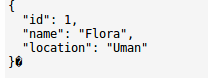 {
  "id": 1,
  "name": "Flora",
  "location": "Uman"
}�